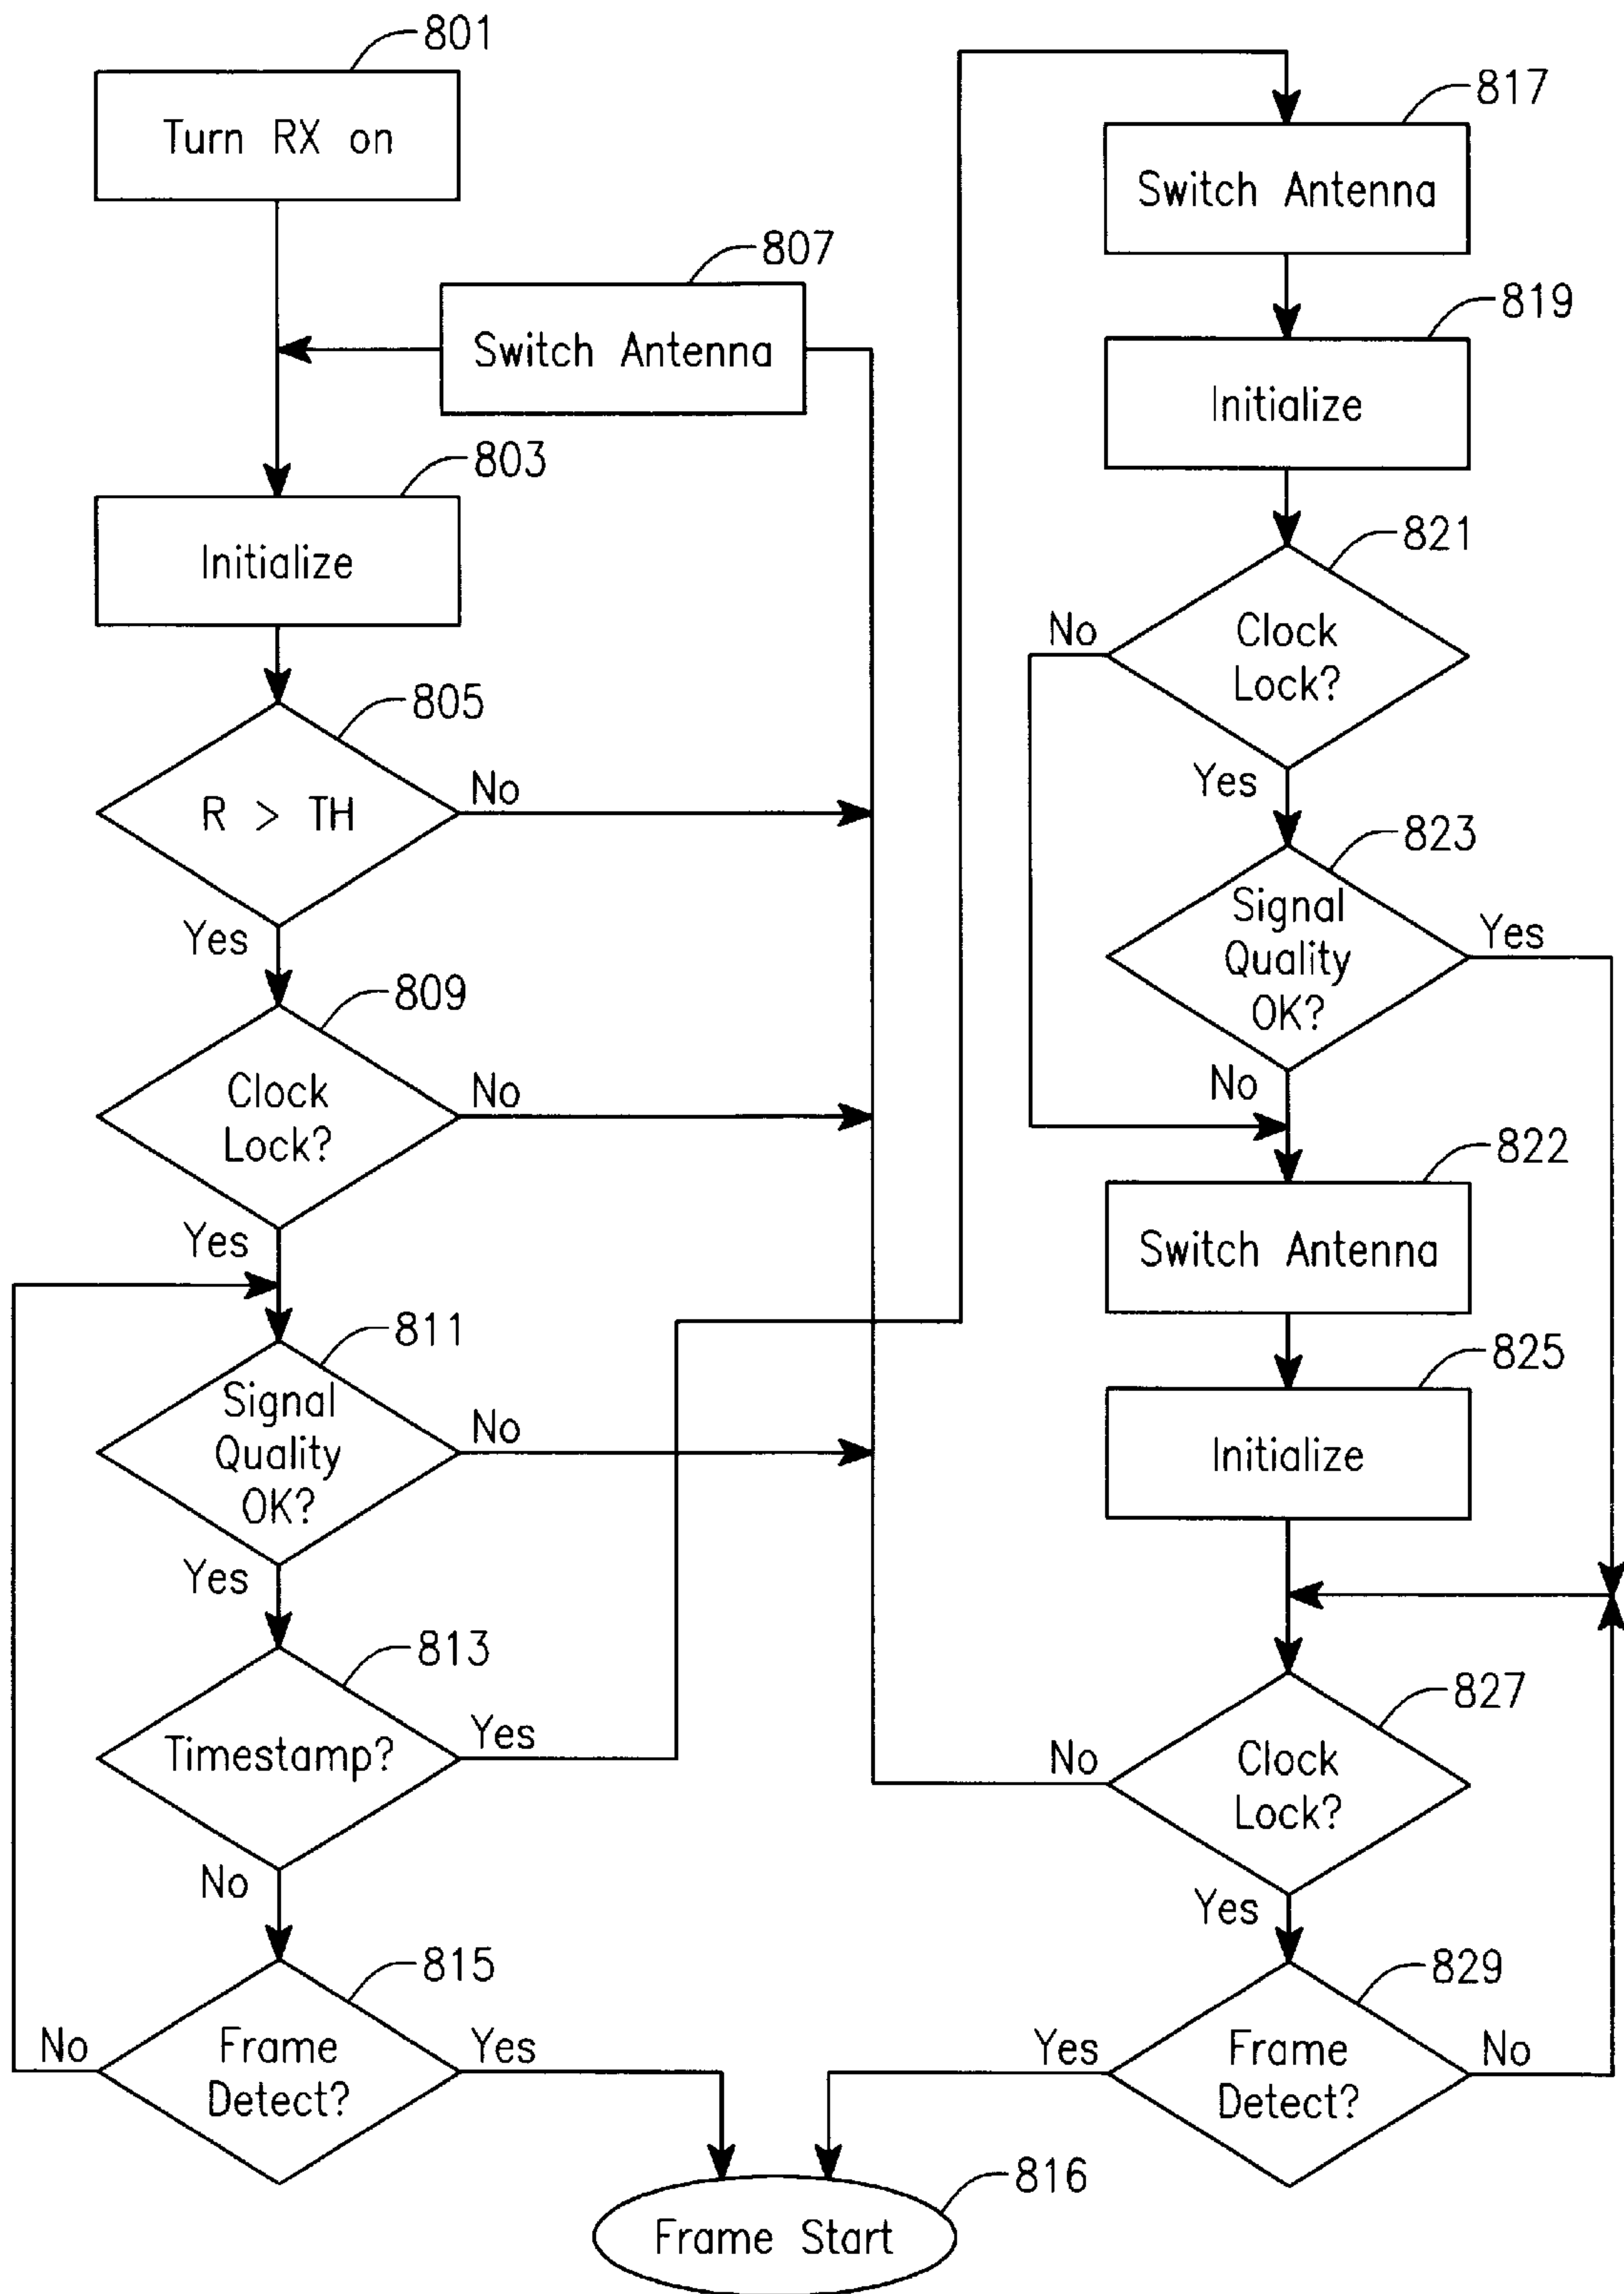 801
Turn RX on
807
Switch Antenna
803
Initialize
805
R > TH
No
Yes
809
Clock
Lock?
No
Yes
811
Signal
Quality
OK?
No
Yes
813
Timestamp?
Yes
No
815
Frame
Detect?
No
Yes
816
Frame Start
817
Switch Antenna
819
Initialize
821
Clock
Lock?
No
Yes
823
Signal
Quality
OK?
Yes
No
822
Switch Antenna
825
Initialize
827
Clock
Lock?
No
Yes
829
Frame
Detect?
Yes
No